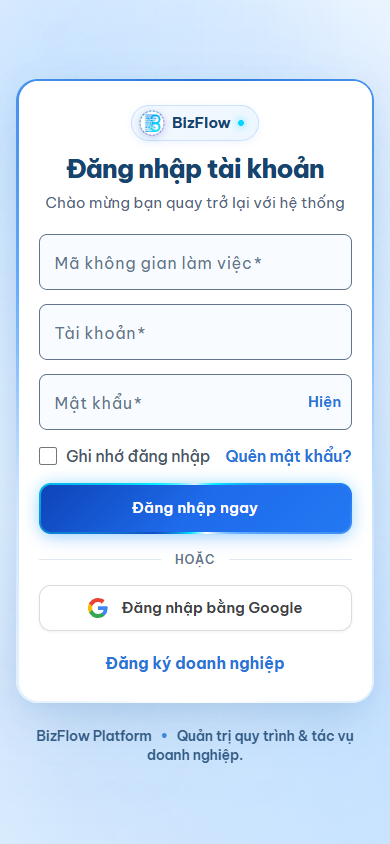 BizFlow
Đăng nhập tài khoản
Chào mừng bạn quay trở lại với hệ thống
Mã không gian làm việc*
Tài khoản*
Mật khẩu*
Hiện
Ghi nhớ đăng nhập
Quên mật khẩu?
Đăng nhập ngay
HOẶC
Đăng nhập bằng Google
Đăng ký doanh nghiệp
BizFlow Platform • Quản trị quy trình & tác vụ
doanh nghiệp.